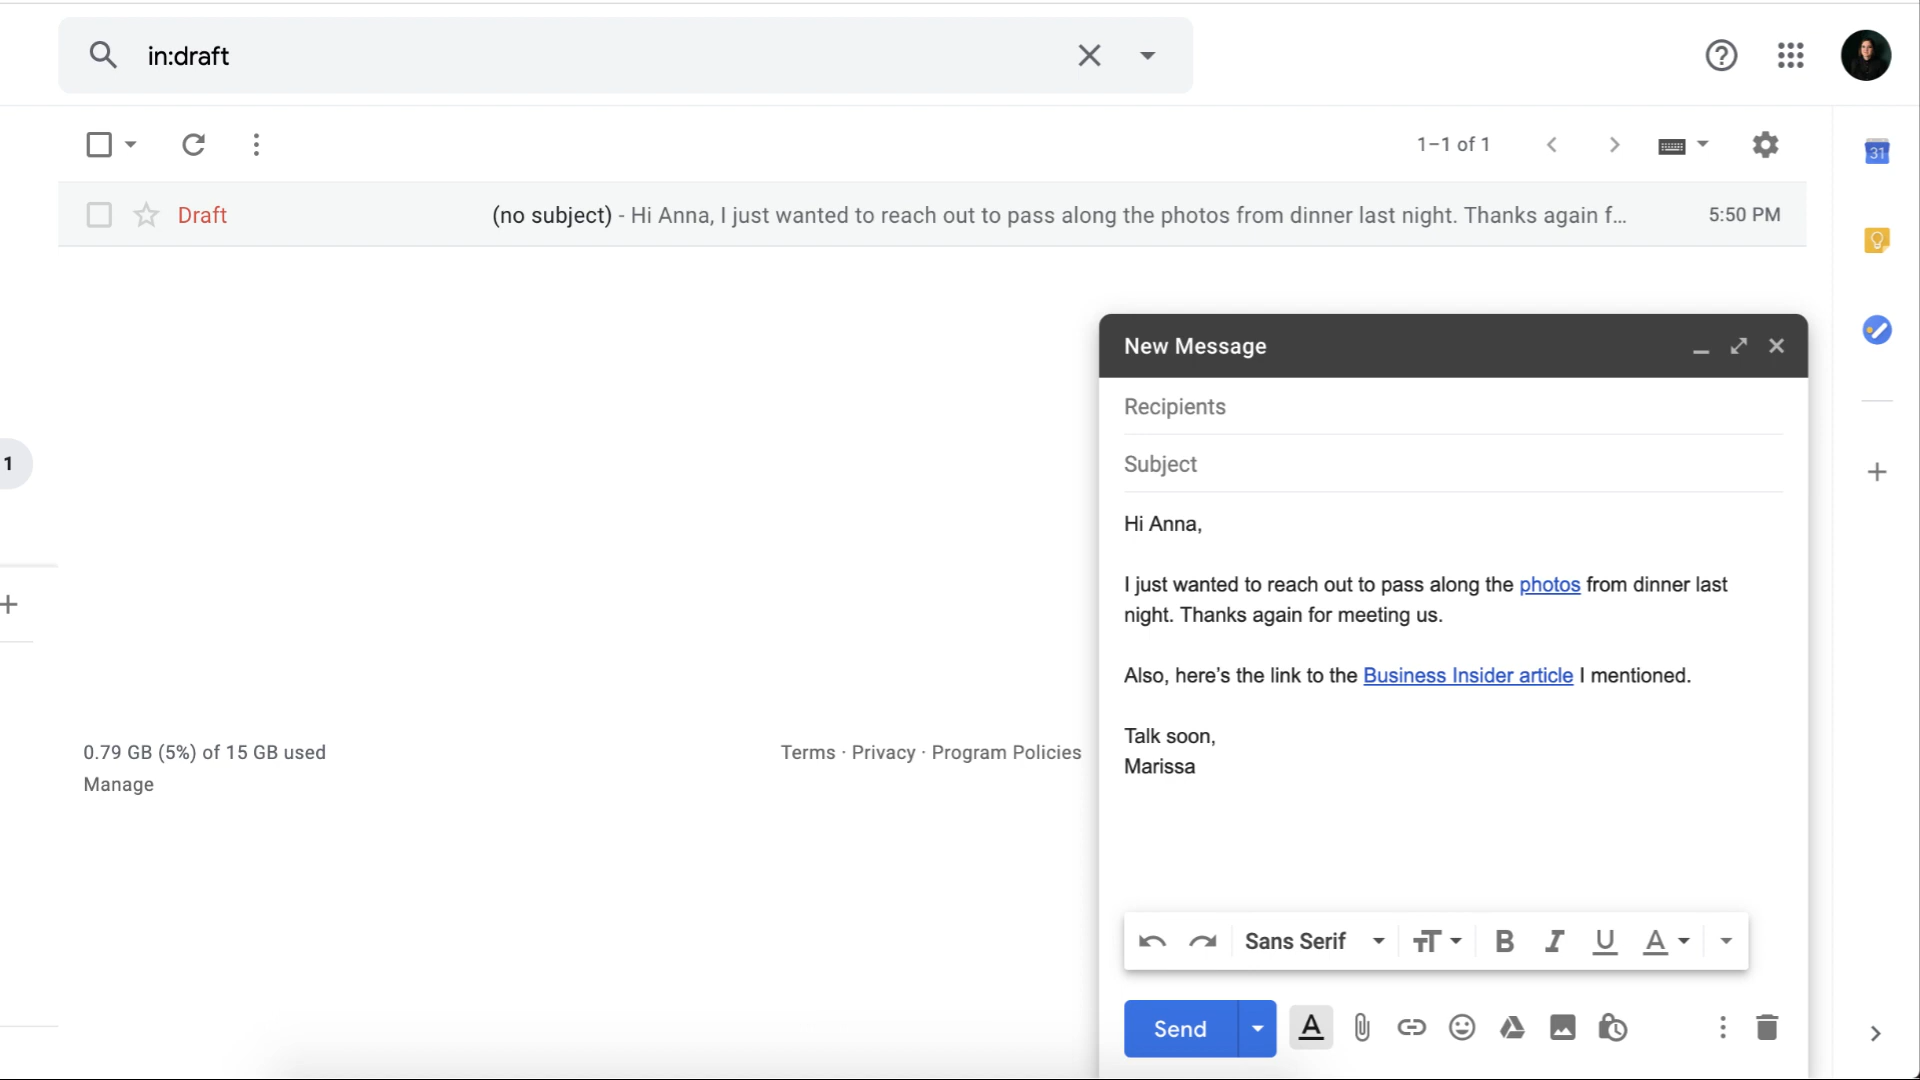 in:draft
1–1 of 1
31
Draft
(no subject) - Hi Anna, I just wanted to reach out to pass along the photos from dinner last night. Thanks again f...
5:50 PM
New Message
Recipients
Subject
1
Hi Anna,
I just wanted to reach out to pass along the photos from dinner last
night. Thanks again for meeting us.
Also, here's the link to the Business Insider article I mentioned.
Talk soon,
Marissa
0.79 GB (5%) of 15 GB used
Manage
Terms · Privacy · Program Policies
Sans Serif
B I U A
Send
A